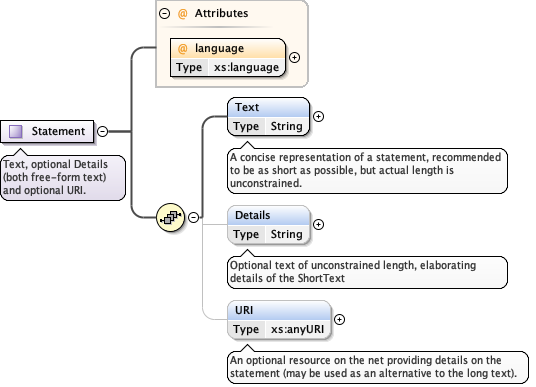 @ Attributes
@ language
Type xs:language
Statement
Text, optional Details
(both free-form text)
and optional URI.
Text
Type String
A concise representation of a statement, recommended
to be as short as possible, but actual length is
unconstrained.
Details
Type String
Optional text of unconstrained length, elaborating
details of the ShortText
URI
Type xs:anyURI
An optional resource on the net providing details on the
statement (may be used as an alternative to the long text).